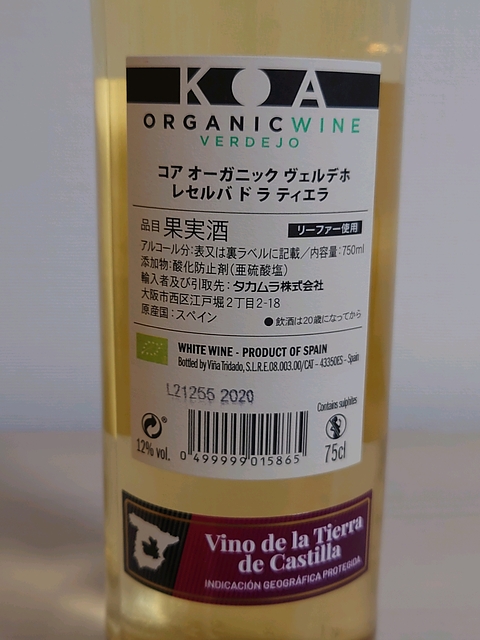 KOA
ORGANICWINE
VERDEJO
コア オーガニック ヴェルデホ
レセルバ ド ラ ティエラ
品目 果実酒 リーファー使用
アルコール分:表又は裏ラベルに記載/内容量:750ml
添加物:酸化防止剤(亜硫酸塩)
輸入者及び引取先:タカムラ株式会社
大阪市西区江戸堀2丁目2-18
原産国:スペイン ●飲酒は20歳になってから
WHITE WINE - PRODUCT OF SPAIN
Bottled by Viña Tridado, S.L.R.E.08.003.00/CAT - 43350ES - Spain
L21255 2020
Contains sulphites
12% vol.
0 499999 015865
75cl
Vino de la Tierra
de Castilla
INDICACIÓN GEOGRÁFICA PROTEGIDA